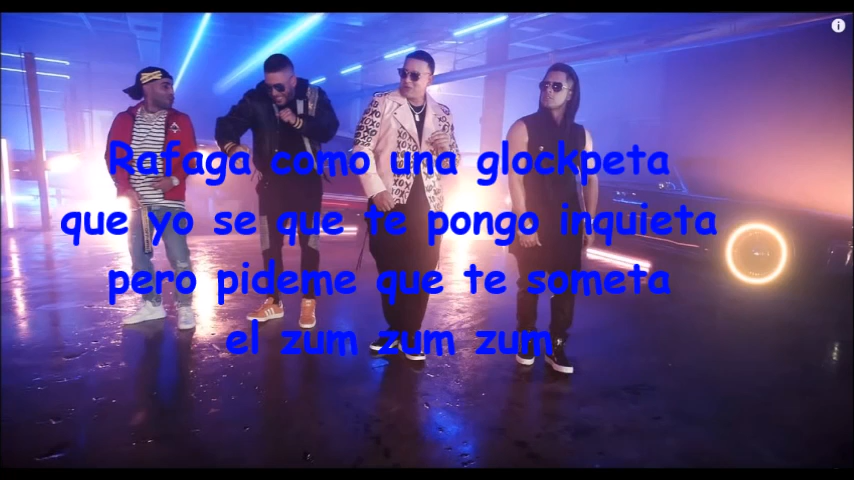 Rafaga como una glockpeta
que yo se que te pongo inquieta
pero pideme que te someta
el zum zum zum